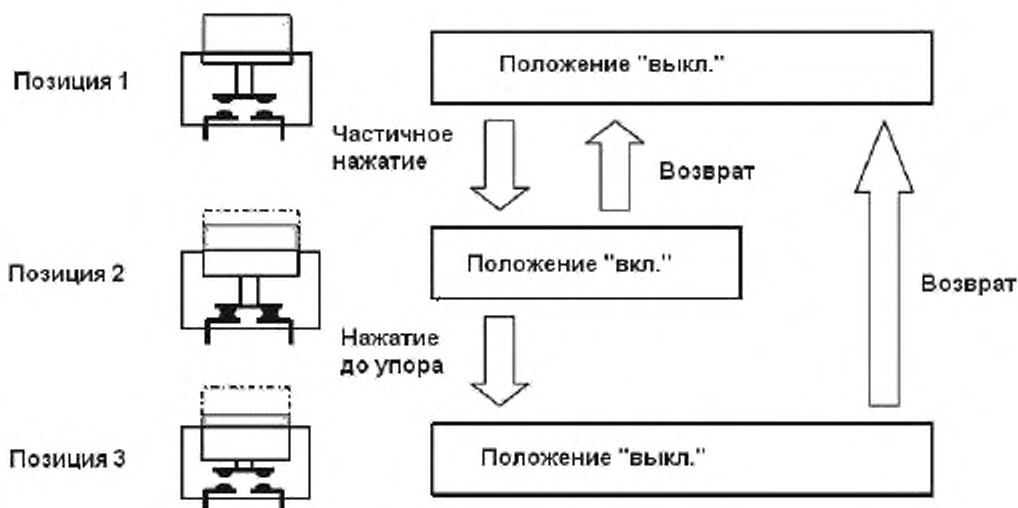 Позиция 1
Положение "выкл."
Частичное
нажатие
Возврат
Позиция 2
Положение "вкл."
Возврат
Нажатие
до упора
Позиция 3
Положение "выкл."